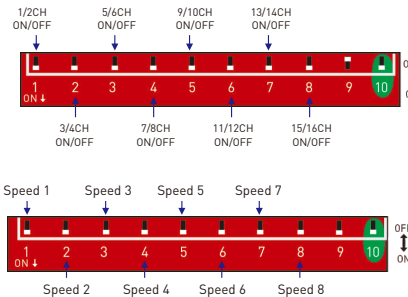 1/2CH 5/6CH 9/10CH 13/14CH
ON/OFF ON/OFF ON/OFF ON/OFF
1 2 3 4 5 6 7 8 9 10
ON ↓
3/4CH 7/8CH 11/12CH 15/16CH
ON/OFF ON/OFF ON/OFF ON/OFF
Speed 1 Speed 3 Speed 5 Speed 7
OFF
1 2 3 4 5 6 7 8 9 10
ON ↓
Speed 2 Speed 4 Speed 6 Speed 8